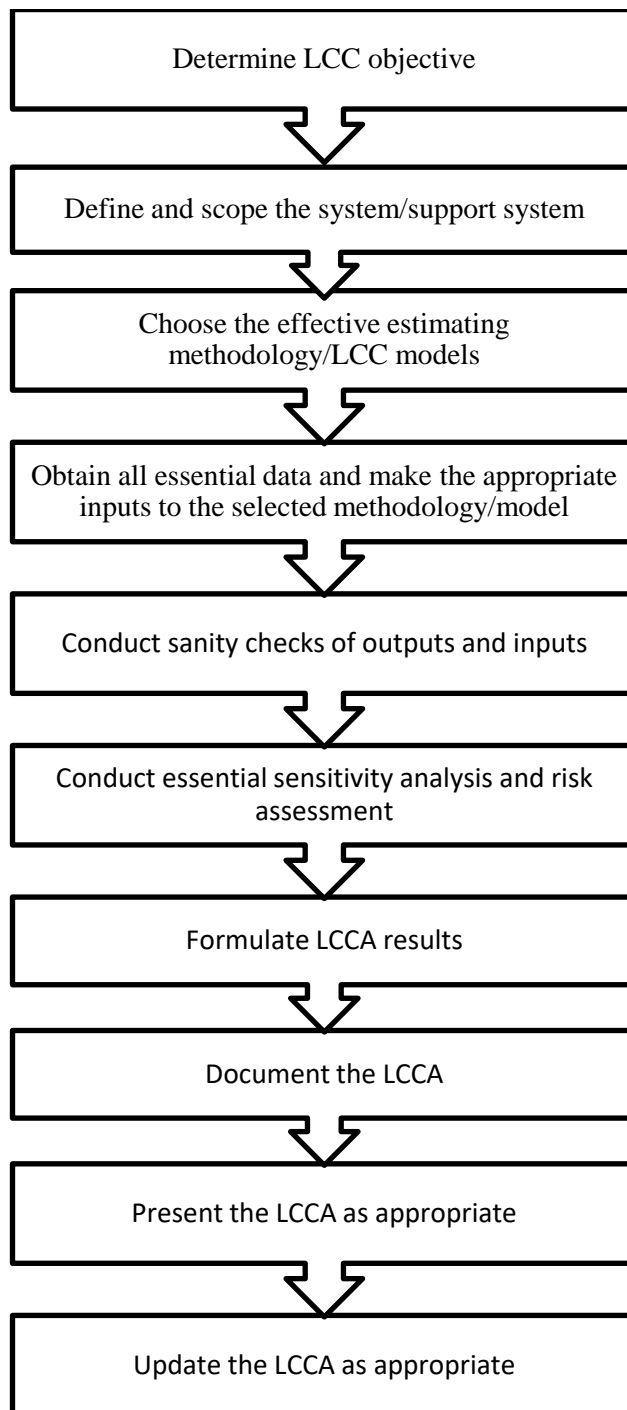 Determine LCC objective
Define and scope the system/support system
Choose the effective estimating
methodology/LCC models
Obtain all essential data and make the appropriate
inputs to the selected methodology/model
Conduct sanity checks of outputs and inputs
Conduct essential sensitivity analysis and risk
assessment
Formulate LCCA results
Document the LCCA
Present the LCCA as appropriate
Update the LCCA as appropriate